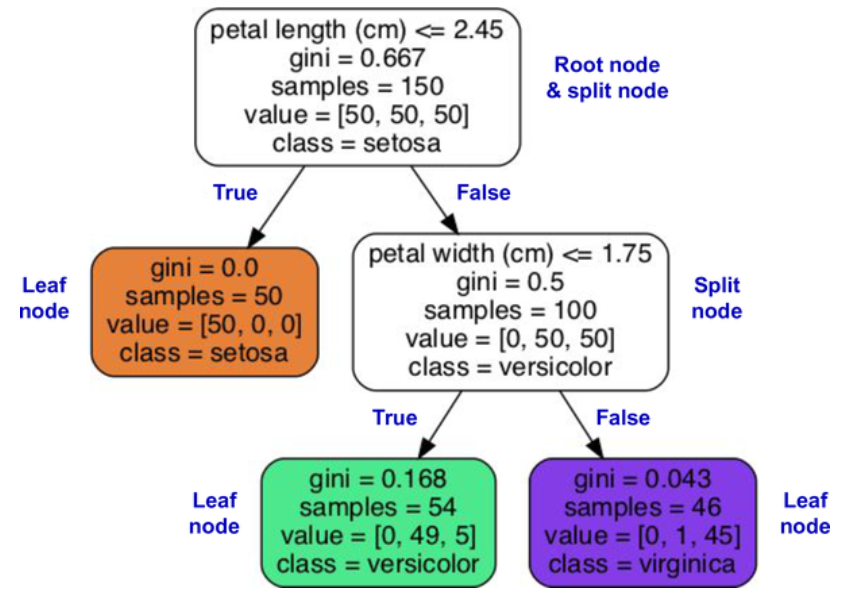 petal length (cm) <= 2.45
gini = 0.667
samples = 150
value = [50, 50, 50]
class = setosa
Root node
& split node
True
False
Leaf
node
gini = 0.0
samples = 50
value = [50, 0, 0]
class = setosa
petal width (cm) <= 1.75
gini = 0.5
samples = 100
value = [0, 50, 50]
class = versicolor
Split
node
True
False
Leaf
node
gini = 0.168
samples = 54
value = [0, 49, 5]
class = versicolor
gini = 0.043
samples = 46
value = [0, 1, 45]
class = virginica
Leaf
node